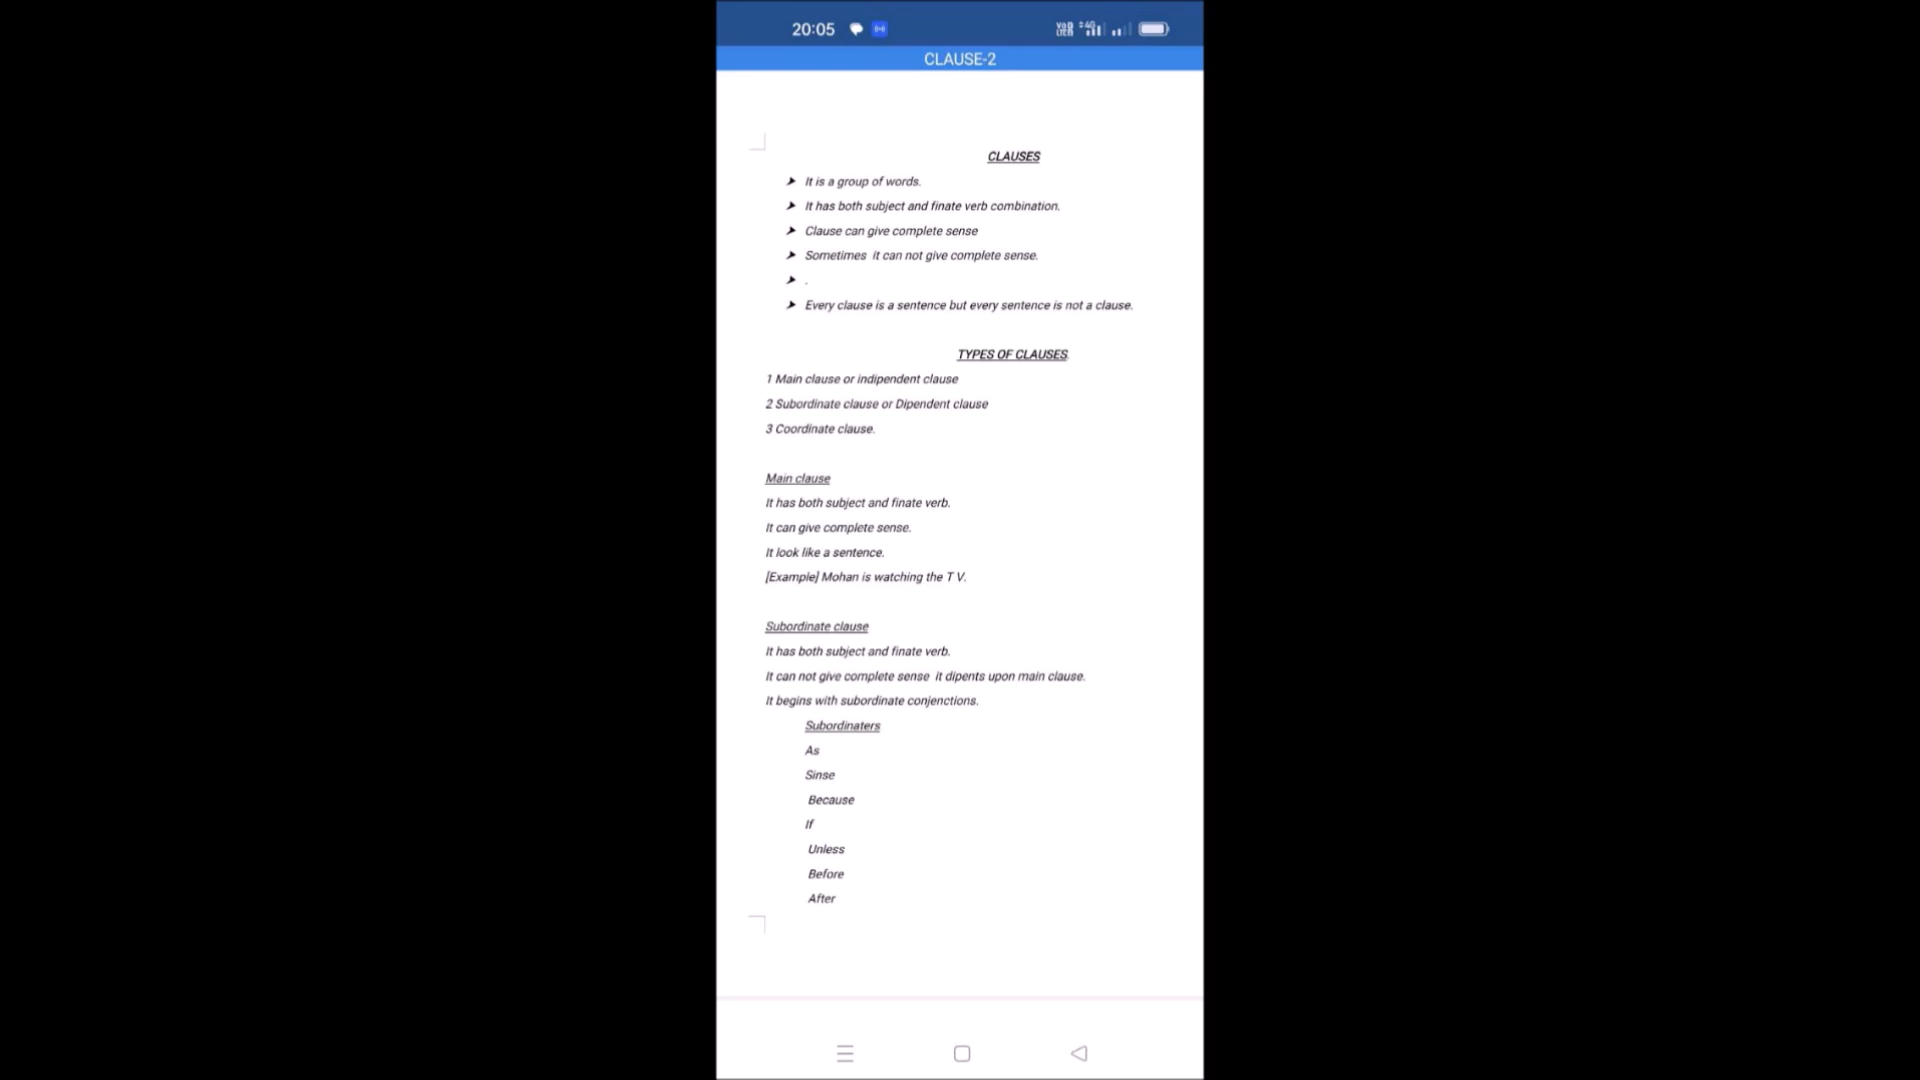 20:05
CLAUSE-2
CLAUSES
It is a group of words.
It has both subject and finate verb combination.
Clause can give complete sense
Sometimes it can not give complete sense.
.
Every clause is a sentence but every sentence is not a clause.
TYPES OF CLAUSES
1 Main clause or indipendent clause
2 Subordinate clause or Dipendent clause
3 Coordinate clause.
Main clause
It has both subject and finate verb.
It can give complete sense.
It look like a sentence.
[Example] Mohan is watching the T V.
Subordinate clause
It has both subject and finate verb.
It can not give complete sense it dipents upon main clause.
It begins with subordinate conjenctions.
Subordinaters
As
Sinse
Because
If
Unless
Before
After